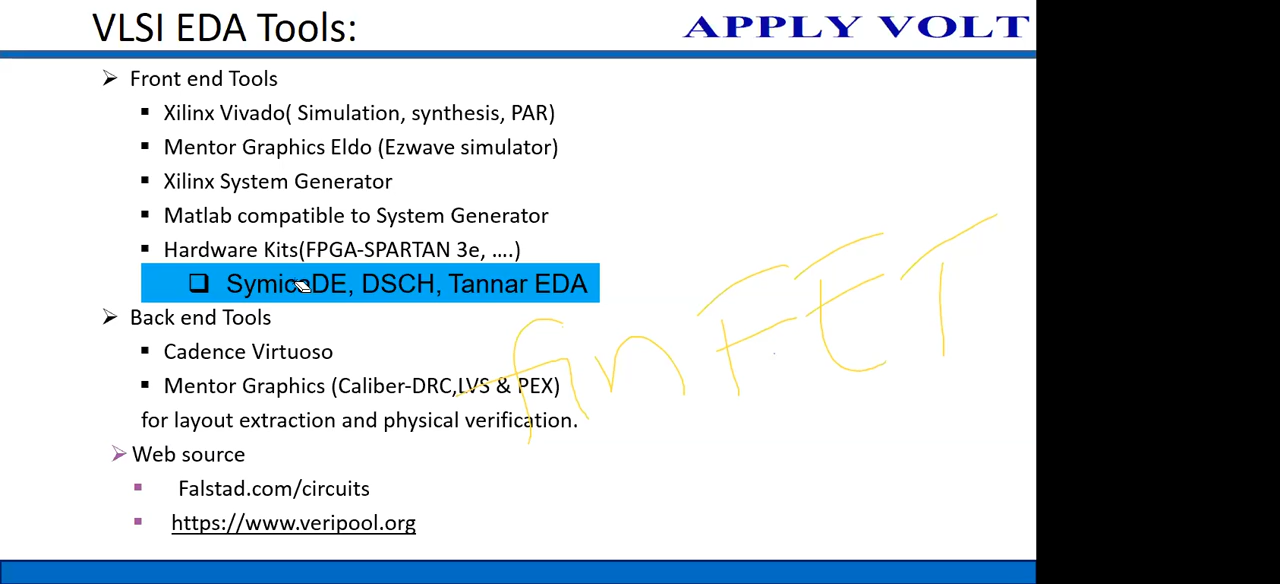 VLSI EDA Tools:
APPLY VOLT
Front end Tools
Xilinx Vivado( Simulation, synthesis, PAR)
Mentor Graphics Eldo (Ezwave simulator)
Xilinx System Generator
Matlab compatible to System Generator
Hardware Kits(FPGA-SPARTAN 3e, ....)
SymicaDE, DSCH, Tannar EDA
Back end Tools
Cadence Virtuoso
Mentor Graphics (Caliber-DRC,LVS & PEX)
for layout extraction and physical verification.
Web source
Falstad.com/circuits
https://www.veripool.org
finFET